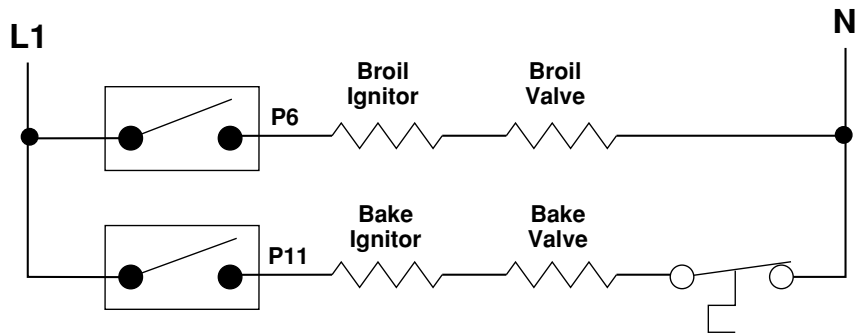 L1
N
Broil
Ignitor
Broil
Valve
P6
Bake
Ignitor
Bake
Valve
P11